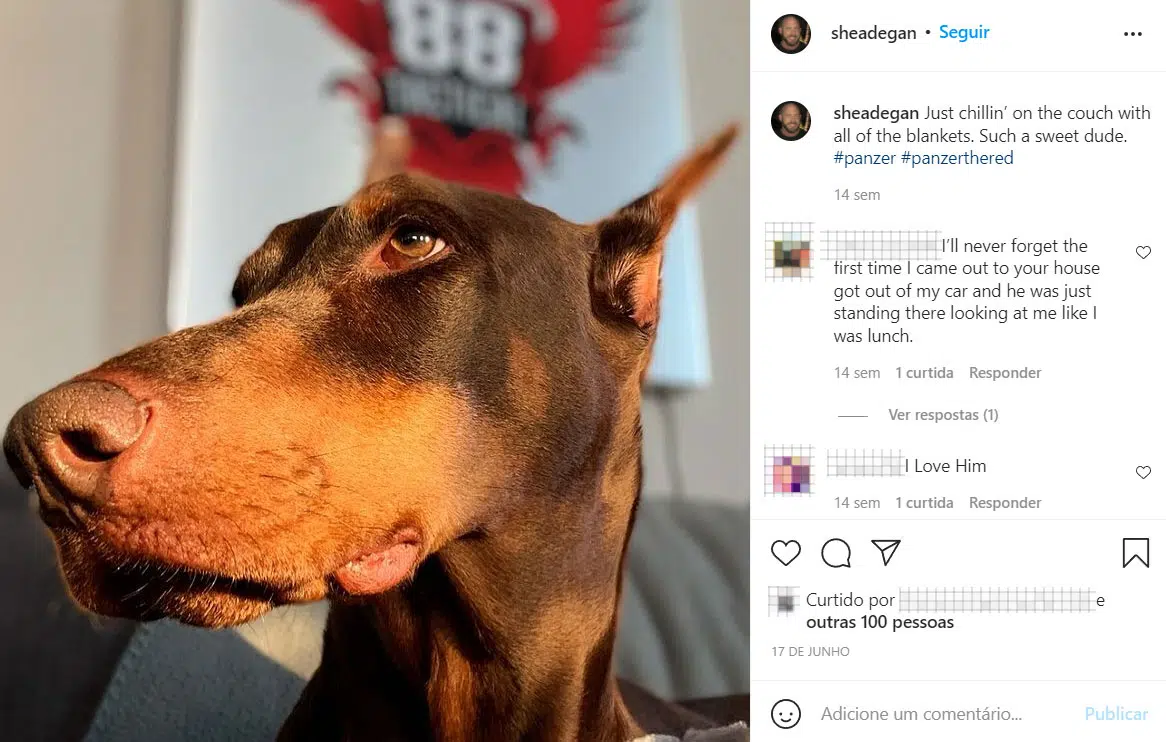 88
TACTICAL
sheadegan • Seguir
sheadegan Just chillin’ on the couch with
all of the blankets. Such a sweet dude.
#panzer #panzerthered
14 sem
I’ll never forget the
first time I came out to your house
got out of my car and he was just
standing there looking at me like I
was lunch.
14 sem 1 curtida Responder
Ver respostas (1)
I Love Him
14 sem 1 curtida Responder
Curtido por e
outras 100 pessoas
17 DE JUNHO
Adicione um comentário... Publicar